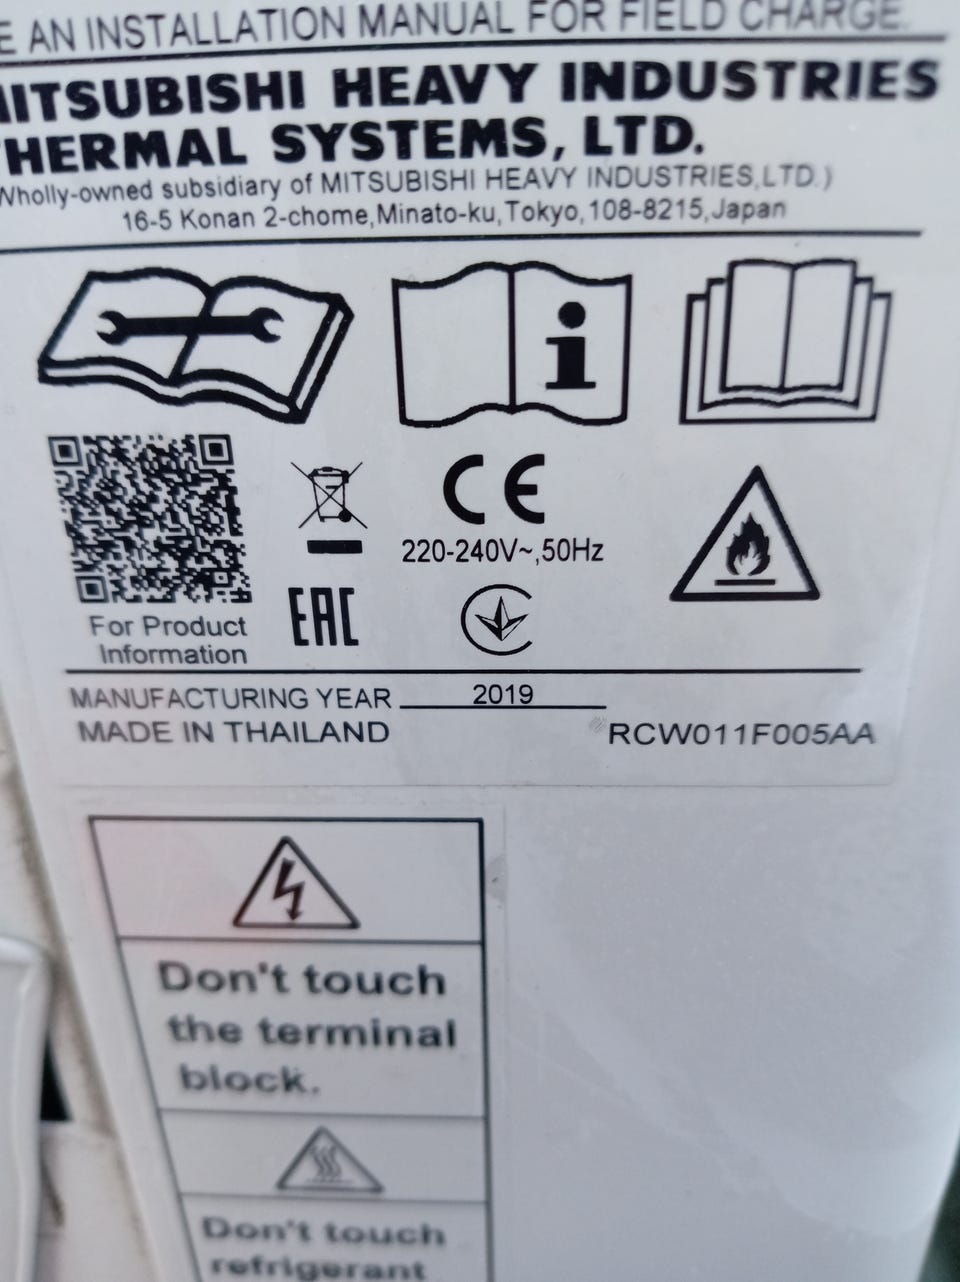 E AN INSTALLATION MANUAL FOR FIELD CHARGE.
MITSUBISHI HEAVY INDUSTRIES
THERMAL SYSTEMS, LTD.
Wholly-owned subsidiary of MITSUBISHI HEAVY INDUSTRIES,LTD.)
16-5 Konan 2-chome,Minato-ku,Tokyo,108-8215,Japan
CE
220-240V~,50Hz
For Product
Information
EAC
MANUFACTURING YEAR 2019
MADE IN THAILAND
RCW011F005AA
Don't touch
the terminal
block.
Don't touch
refrigerant